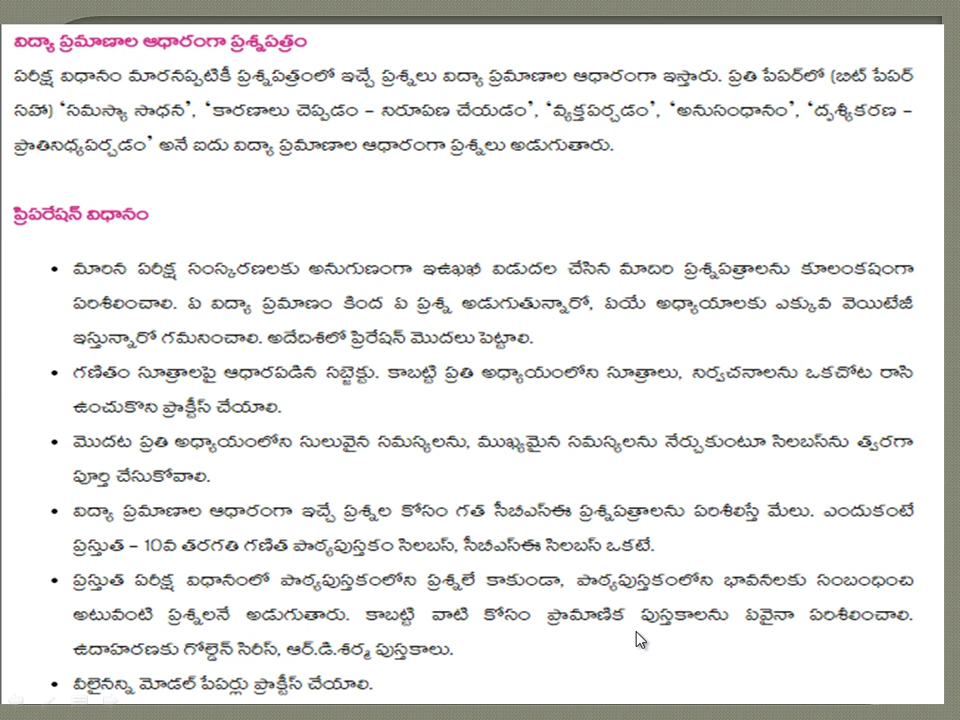 విద్యా ప్రమాణాల ఆధారంగా ప్రశ్నపత్రం
పరీక్ష విధానం మారనప్పటికీ ప్రశ్నపత్రంలో ఇచ్చే ప్రశ్నలు విద్యా ప్రమాణాల ఆధారంగా ఇస్తారు. ప్రతి పేపర్‌లో (బిట్ పేపర్
సహా) ‘సమస్యా సాధన’, ‘కారణాలు చెప్పడం – నిరూపణ చేయడం’, ‘వ్యక్తపర్చడం’, ‘అనుసంధానం’, ‘దృశ్యీకరణ –
ప్రాతినిధ్యపర్చడం’ అనే ఐదు విద్యా ప్రమాణాల ఆధారంగా ప్రశ్నలు అడుగుతారు.
ప్రిపరేషన్ విధానం
• మారిన పరీక్ష సంస్కరణలకు అనుగుణంగా ఇఉఖఖీ విడుదల చేసిన మాదిరి ప్రశ్నపత్రాలను కూలంకషంగా
పరిశీలించాలి. ఏ విద్యా ప్రమాణం కింద ఏ ప్రశ్న అడుగుతున్నారో, ఏయే అధ్యాయాలకు ఎక్కువ వెయిటేజీ
ఇస్తున్నారో గమనించాలి. అదేదిశలో ప్రిరేషన్ మొదలు పెట్టాలి.
• గణితం సూత్రాలపై ఆధారపడిన సబ్జెక్టు. కాబట్టి ప్రతి అధ్యాయంలోని సూత్రాలు, నిర్వచనాలను ఒకచోట రాసి
ఉంచుకొని ప్రాక్టీస్ చేయాలి.
• మొదట ప్రతి అధ్యాయంలోని సులువైన సమస్యలను, ముఖ్యమైన సమస్యలను నేర్చుకుంటూ సిలబస్‌ను త్వరగా
పూర్తి చేసుకోవాలి.
• విద్యా ప్రమాణాల ఆధారంగా ఇచ్చే ప్రశ్నల కోసం గత సీబీఎస్ఈ ప్రశ్నపత్రాలను పరిశీలిస్తే మేలు. ఎందుకంటే
ప్రస్తుత – 10వ తరగతి గణిత పాఠ్యపుస్తకం సిలబస్, సీబీఎస్ఈ సిలబస్ ఒకటే.
• ప్రస్తుత పరీక్ష విధానంలో పాఠ్యపుస్తకంలోని ప్రశ్నలే కాకుండా, పాఠ్యపుస్తకంలోని భావనలకు సంబంధించి
అటువంటి ప్రశ్నలనే అడుగుతారు. కాబట్టి వాటి కోసం ప్రామాణిక పుస్తకాలను ఏవైనా పరిశీలించాలి.
ఉదాహరణకు గోల్డెన్ సిరీస్, ఆర్.డి.శర్మ పుస్తకాలు.
• వీలైనన్ని మోడల్ పేపర్లు ప్రాక్టీస్ చేయాలి.